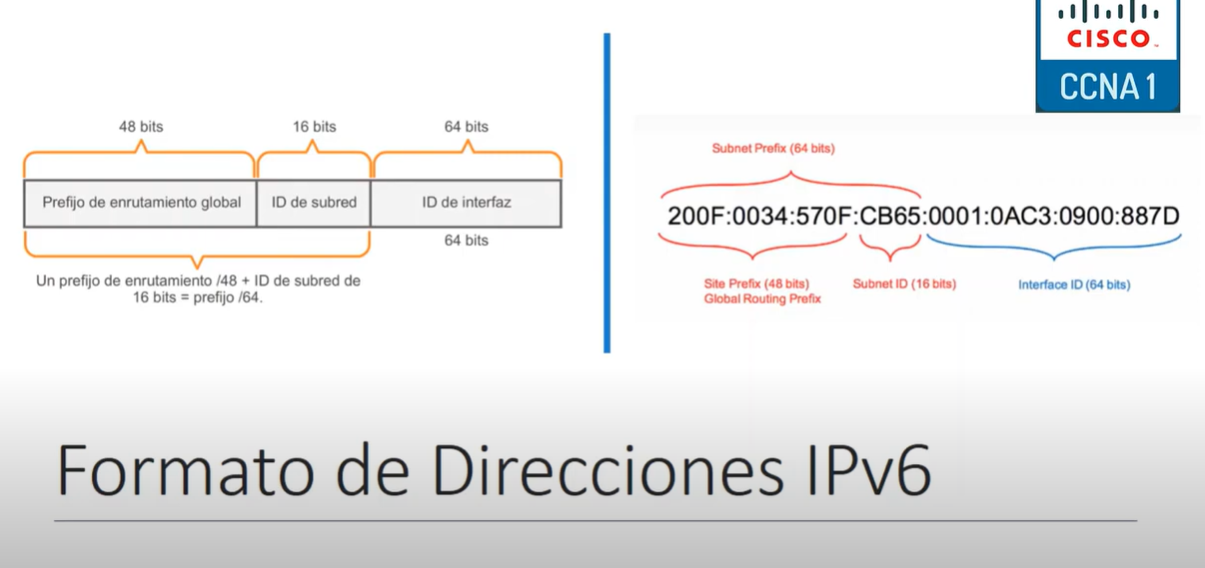 CISCO
CCNA 1
48 bits
16 bits
64 bits
Prefijo de enrutamiento global
ID de subred
ID de interfaz
64 bits
Un prefijo de enrutamiento /48 + ID de subred de
16 bits = prefijo /64.
Subnet Prefix (64 bits)
200F:0034:570F:CB65:0001:0AC3:0900:887D
Site Prefix (48 bits)
Global Routing Prefix
Subnet ID (16 bits)
Interface ID (64 bits)
Formato de Direcciones IPv6